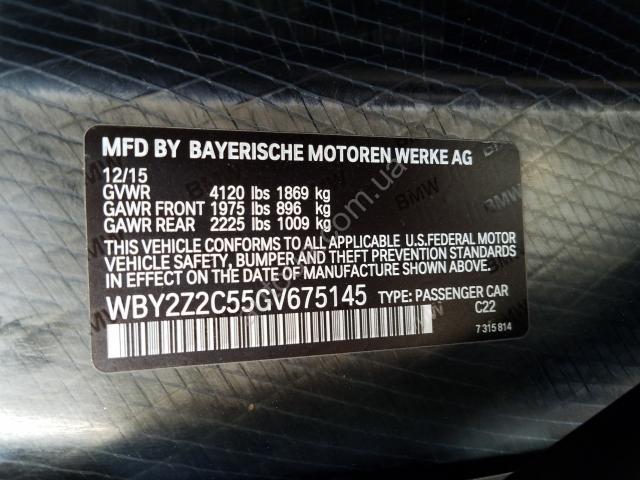 MFD BY BAYERISCHE MOTOREN WERKE AG
12/15
GVWR 4120 lbs 1869 kg
GAWR FRONT 1975 lbs 896 kg
GAWR REAR 2225 lbs 1009 kg
THIS VEHICLE CONFORMS TO ALL APPLICABLE U.S.FEDERAL MOTOR
VEHICLE SAFETY, BUMPER AND THEFT PREVENTION STANDARDS
IN EFFECT ON THE DATE OF MANUFACTURE SHOWN ABOVE.
WBY2Z2C55GV675145 TYPE: PASSENGER CAR
C22
7 315 814